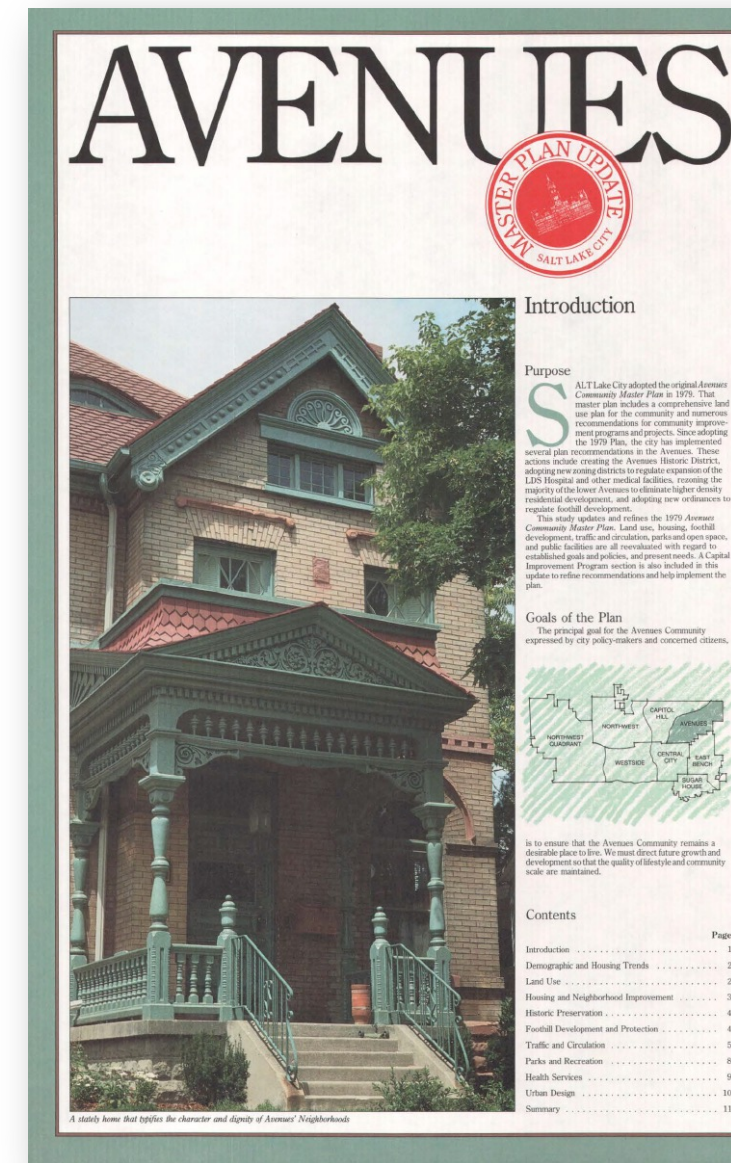 AVENUES
MASTER PLAN UPDATE
SALT LAKE CITY
Introduction
Purpose
SALT Lake City adopted the original Avenues
Community Master Plan in 1979. That
master plan includes a comprehensive land
use plan for the community and numerous
recommendations for community improve-
ment programs and projects. Since adopting
the 1979 Plan, the city has implemented
several plan recommendations in the Avenues. These
actions include creating the Avenues Historic District,
adopting new zoning districts to regulate expansion of the
LDS Hospital and other medical facilities, rezoning the
majority of the lower Avenues to eliminate higher density
residential development, and adopting new ordinances to
regulate foothill development.
This study updates and refines the 1979 Avenues
Community Master Plan. Land use, housing, foothill
development, traffic and circulation, parks and open space,
and public facilities are all reevaluated with regard to
established goals and policies, and present needs. A Capital
Improvement Program section is also included in this
update to refine recommendations and help implement the
plan.
Goals of the Plan
The principal goal for the Avenues Community
expressed by city policy-makers and concerned citizens,
NORTHWEST
QUADRANT
NORTHWEST
CAPITOL
HILL
AVENUES
WESTSIDE
CENTRAL
CITY
EAST
BENCH
SUGAR
HOUSE
is to ensure that the Avenues Community remains a
desirable place to live. We must direct future growth and
development so that the quality of lifestyle and community
scale are maintained.
Contents
Page
Introduction . . . . . . . . . . . . . . . . . . . . . . . . 1
Demographic and Housing Trends . . . . . . . . . . . 2
Land Use . . . . . . . . . . . . . . . . . . . . . . . . . . 2
Housing and Neighborhood Improvement . . . . . . . 3
Historic Preservation . . . . . . . . . . . . . . . . . . . 4
Foothill Development and Protection . . . . . . . . . . 4
Traffic and Circulation . . . . . . . . . . . . . . . . . . 5
Parks and Recreation . . . . . . . . . . . . . . . . . . 8
Health Services . . . . . . . . . . . . . . . . . . . . . . 9
Urban Design . . . . . . . . . . . . . . . . . . . . . . . . 10
Summary . . . . . . . . . . . . . . . . . . . . . . . . . . 11
A stately home that typifies the character and dignity of Avenues' Neighborhoods